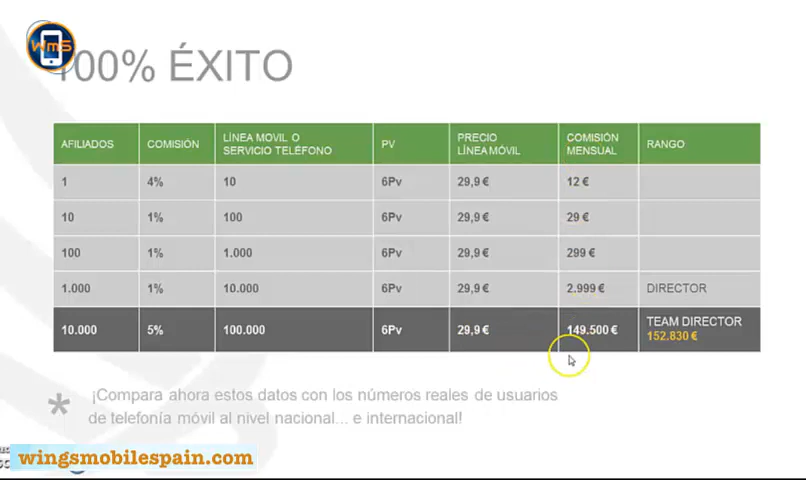 WmS
100% ÉXITO
AFILIADOS COMISIÓN LÍNEA MOVIL O SERVICIO TELÉFONO PV PRECIO LÍNEA MÓVIL COMISIÓN MENSUAL RANGO
1 4% 10 6Pv 29,9 € 12 €
10 1% 100 6Pv 29,9 € 29 €
100 1% 1.000 6Pv 29,9 € 299 €
1.000 1% 10.000 6Pv 29,9 € 2.999 € DIRECTOR
10.000 5% 100.000 6Pv 29,9 € 149.500 € TEAM DIRECTOR 152.830 €
* ¡Compara ahora estos datos con los números reales de usuarios
de telefonía móvil al nivel nacional... e internacional!
wingsmobilespain.com